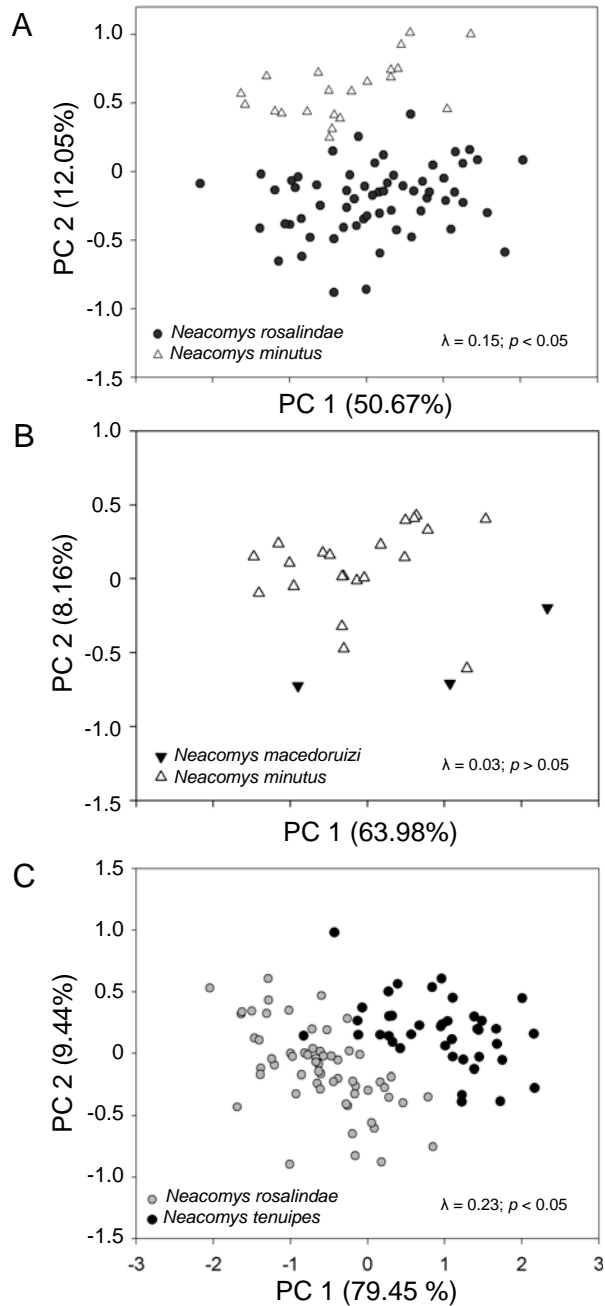 A
1.0
0.5
0
-0.5
-1.0
-1.5
PC 2 (12.05%)
Neacomys rosalindae
Neacomys minutus
λ = 0.15; p < 0.05
PC 1 (50.67%)
B
1.0
0.5
0
-0.5
-1.0
-1.5
PC 2 (8.16%)
Neacomys macedoruizi
Neacomys minutus
λ = 0.03; p > 0.05
PC 1 (63.98%)
C
1.5
1.0
0.5
0
-0.5
-1.0
-1.5
PC 2 (9.44%)
Neacomys rosalindae
Neacomys tenuipes
λ = 0.23; p < 0.05
-3 -2 -1 0 1 2 3
PC 1 (79.45 %)